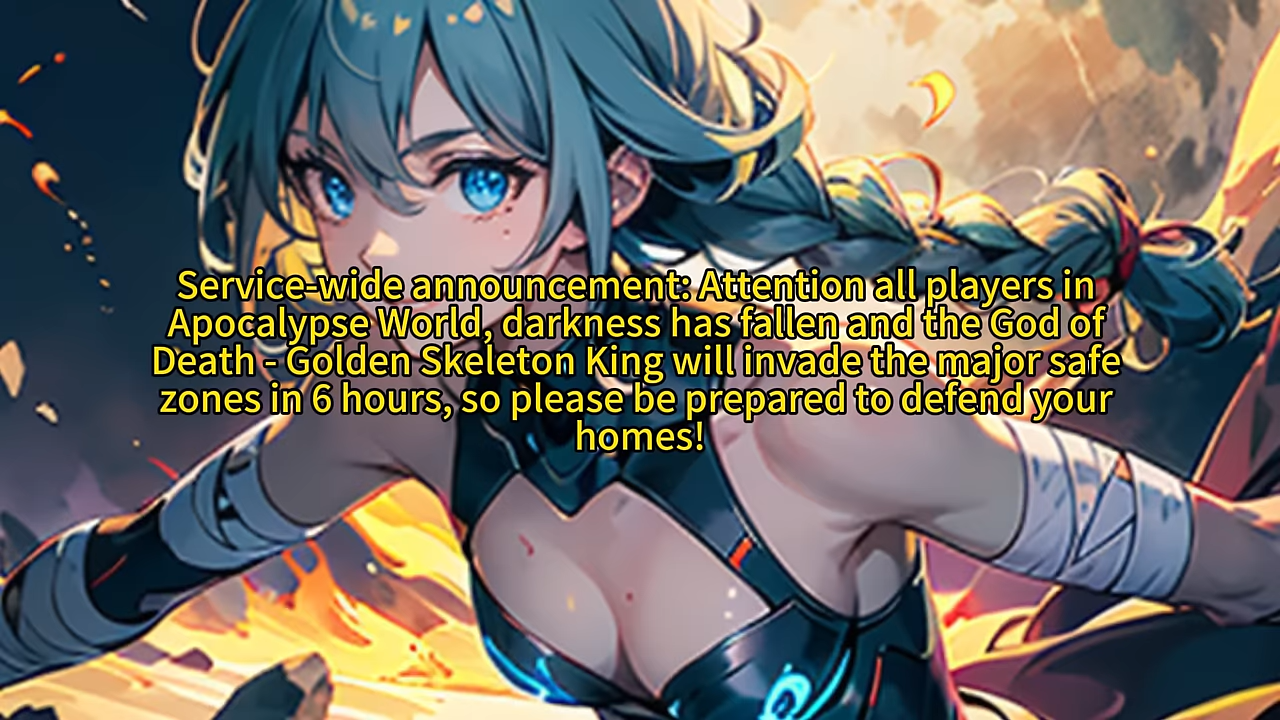 Service-wide announcement: Attention all players in
Apocalypse World, darkness has fallen and the God of
Death - Golden Skeleton King will invade the major safe
zones in 6 hours, so please be prepared to defend your
homes!